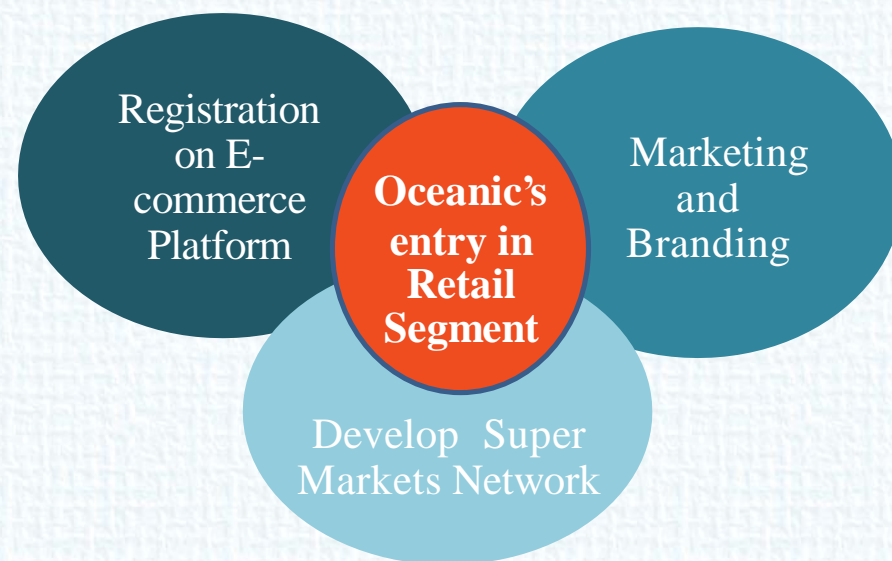 Registration
on E-
commerce
Platform
Oceanic’s
entry in
Retail
Segment
Marketing
and
Branding
Develop Super
Markets Network